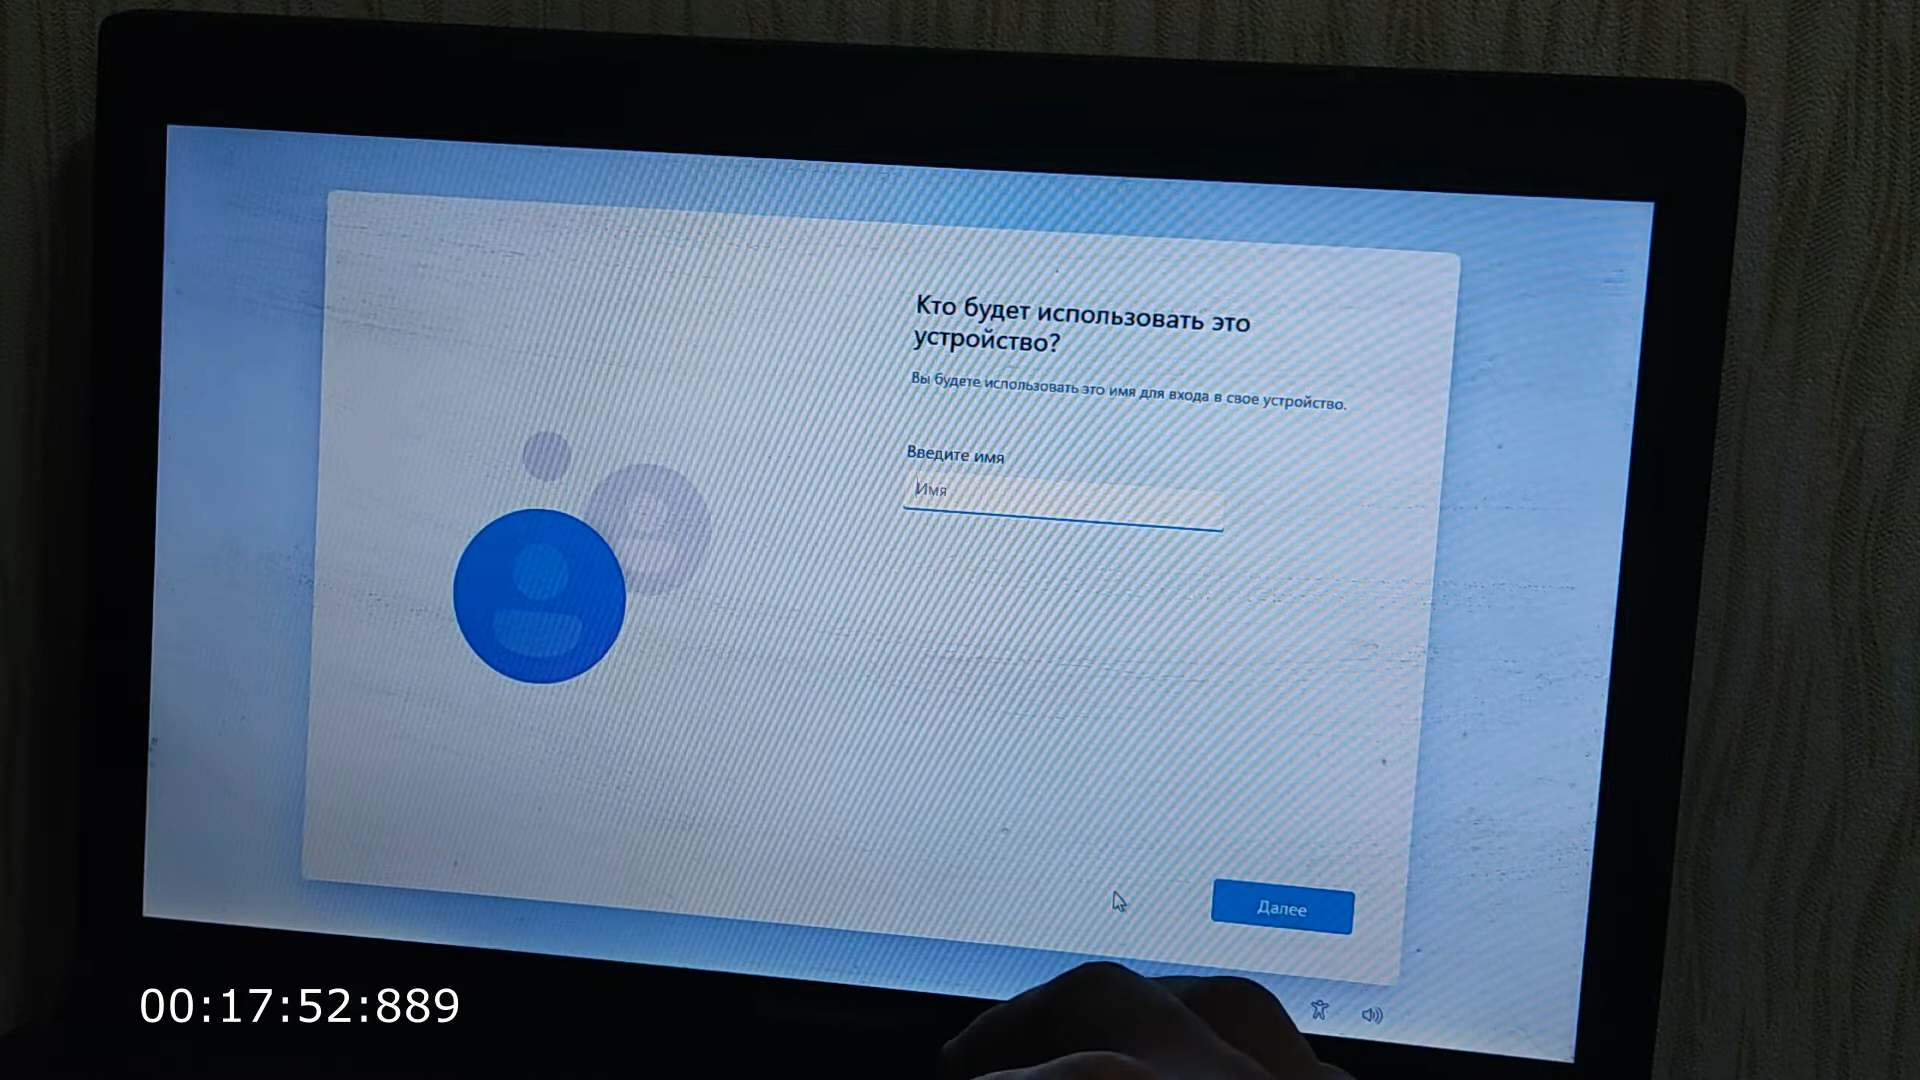 Кто будет использовать это
устройство?
Вы будете использовать это имя для входа в свое устройство.
Введите имя
Имя
Далее
00:17:52:889